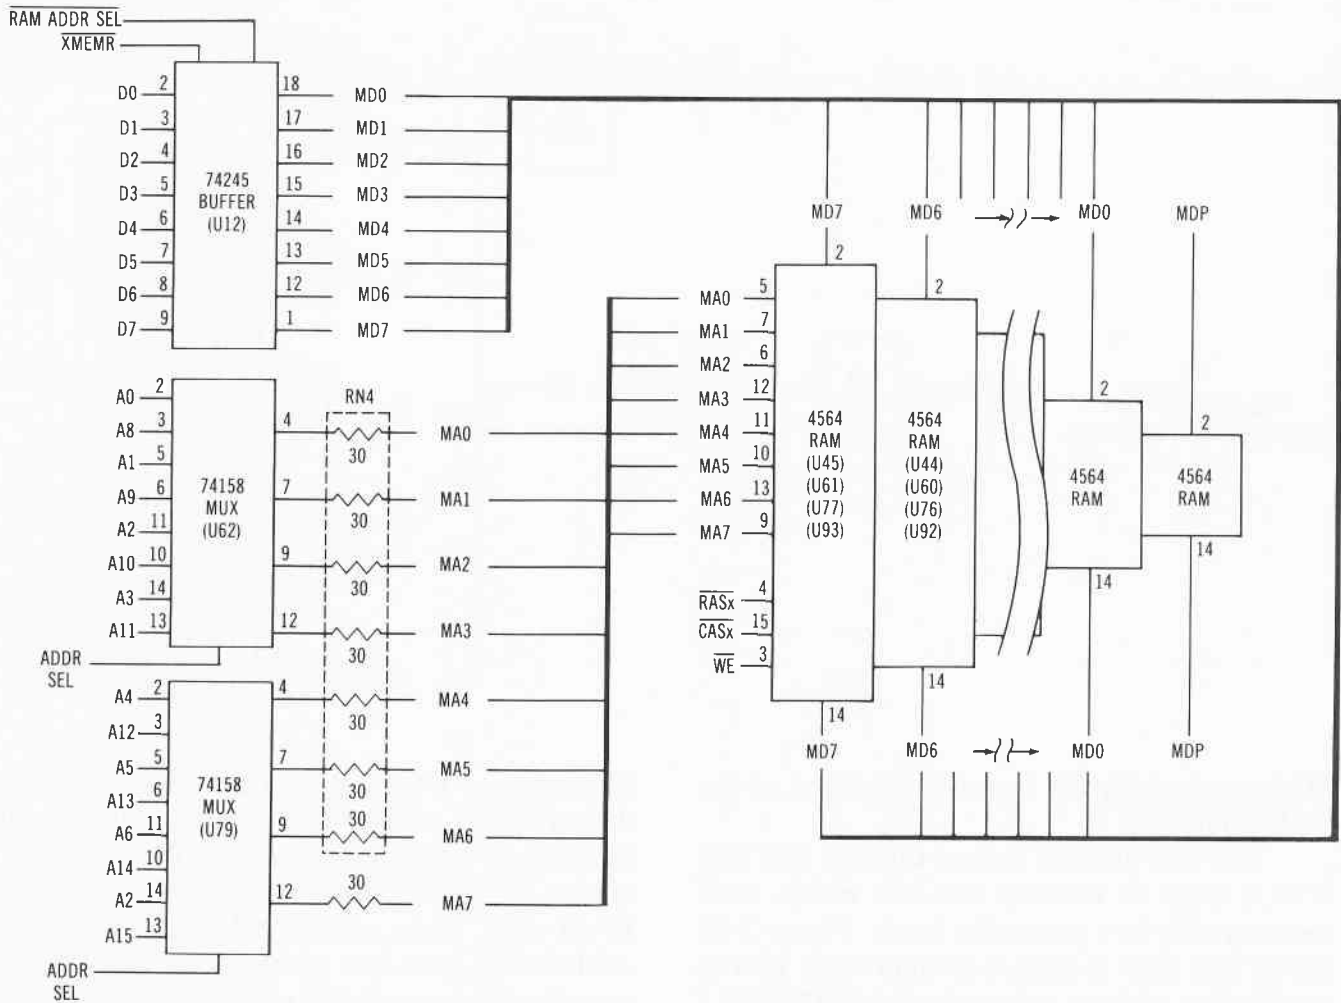 RAM ADDR SEL
XMEMR
D0 2 18 MD0
D1 3 17 MD1
D2 4 16 MD2
D3 5 15 MD3
D4 6 14 MD4
D5 7 13 MD5
D6 8 12 MD6
D7 9 1 MD7
74245
BUFFER
(U12)
A0 2
A8 3 4 30 MA0
A1 5
A9 6 7 30 MA1
A2 11
A10 10 9 30 MA2
A3 14
A11 13 12 30 MA3
74158
MUX
(U62)
RN4
ADDR
SEL
A4 2 4 30 MA4
A12 3
A5 5 7 30 MA5
A13 6
A6 11 9 30 MA6
A14 10
A2 14 12 30 MA7
A15 13
74158
MUX
(U79)
ADDR
SEL
MD7 MD6 MD0 MDP
2 2 2 2
MA0 5
MA1 7
MA2 6
MA3 12
MA4 11
MA5 10
MA6 13
MA7 9
RASx 4
CASx 15
WE 3
4564
RAM
(U45)
(U61)
(U77)
(U93)
4564
RAM
(U44)
(U60)
(U76)
(U92)
4564
RAM
4564
RAM
14 14 14 14
MD7 MD6 MD0 MDP